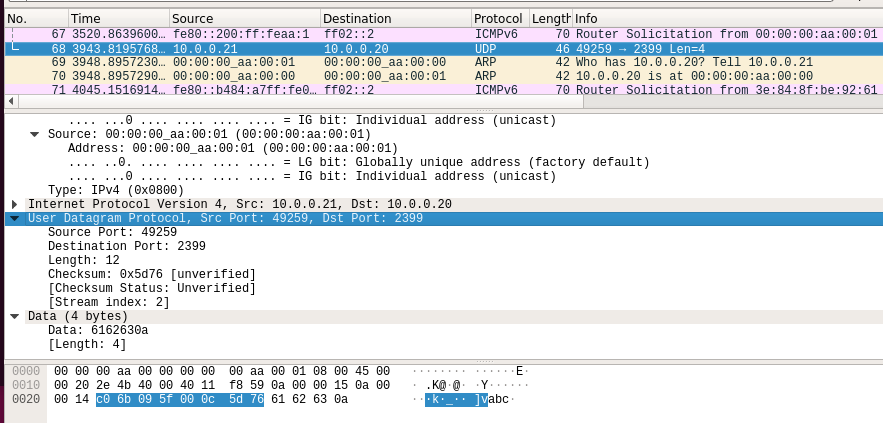 No. Time Source Destination Protocol Length Info
67 3520.8639600… fe80::200:ff:feaa:1 ff02::2 ICMPv6 70 Router Solicitation from 00:00:00:aa:00:01
68 3943.8195768… 10.0.0.21 10.0.0.20 UDP 46 49259 → 2399 Len=4
69 3948.8957230… 00:00:00_aa:00:01 00:00:00_aa:00:00 ARP 42 Who has 10.0.0.20? Tell 10.0.0.21
70 3948.8957290… 00:00:00_aa:00:00 00:00:00_aa:00:01 ARP 42 10.0.0.20 is at 00:00:00:aa:00:00
71 4045.1516914… fe80::b484:a7ff:fe0… ff02::2 ICMPv6 70 Router Solicitation from 3e:84:8f:be:92:61
.... ...0 .... .... .... .... = IG bit: Individual address (unicast)
Source: 00:00:00_aa:00:01 (00:00:00:aa:00:01)
Address: 00:00:00_aa:00:01 (00:00:00:aa:00:01)
.... ..0. .... .... .... .... = LG bit: Globally unique address (factory default)
.... ...0 .... .... .... .... = IG bit: Individual address (unicast)
Type: IPv4 (0x0800)
Internet Protocol Version 4, Src: 10.0.0.21, Dst: 10.0.0.20
User Datagram Protocol, Src Port: 49259, Dst Port: 2399
Source Port: 49259
Destination Port: 2399
Length: 12
Checksum: 0x5d76 [unverified]
[Checksum Status: Unverified]
[Stream index: 2]
Data (4 bytes)
Data: 6162630a
[Length: 4]
0000 00 00 00 aa 00 00 00 00 00 aa 00 01 08 00 45 00 ········ ······E·
0010 00 20 2e 4b 40 00 40 11 f8 59 0a 00 00 15 0a 00 · .K@·@· ·Y······
0020 00 14 c0 6b 09 5f 00 0c 5d 76 61 62 63 0a ···k·_·· ]vabc·